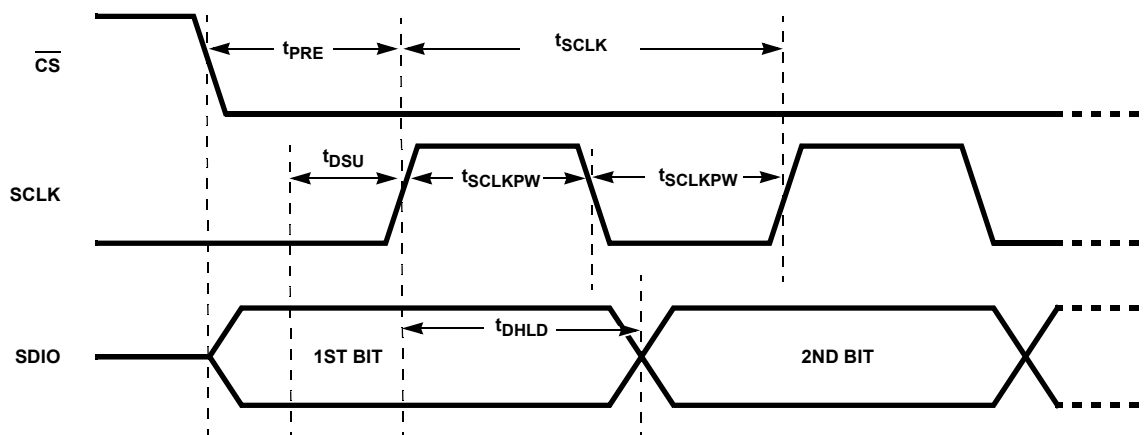 CS
tPRE
tSCLK
SCLK
tDSU
tSCLKPW
tSCLKPW
SDIO
1ST BIT
tDHLD
2ND BIT